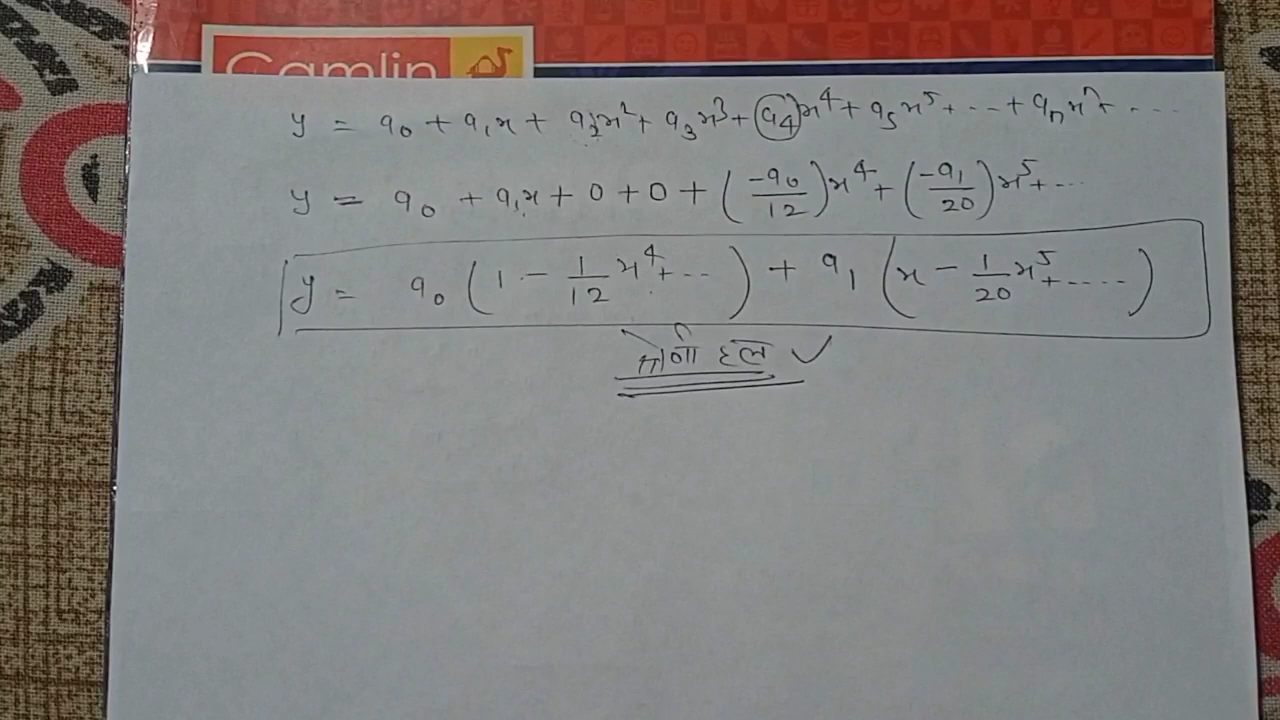 Camlin
y = a₀ + a₁x + a₂x² + a₃x³ + a₄x⁴ + a₅x⁵ + ... + aₙxⁿ + ....
y = a₀ + a₁x + 0 + 0 + (-a₀/12)x⁴ + (-a₁/20)x⁵ + ...
y = a₀ (1 - 1/12 x⁴ + ...) + a₁ (x - 1/20 x⁵ + .....)
हल ✓